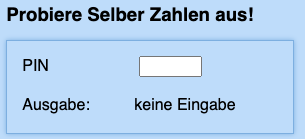 Probiere Selber Zahlen aus!
PIN
Ausgabe: keine Eingabe